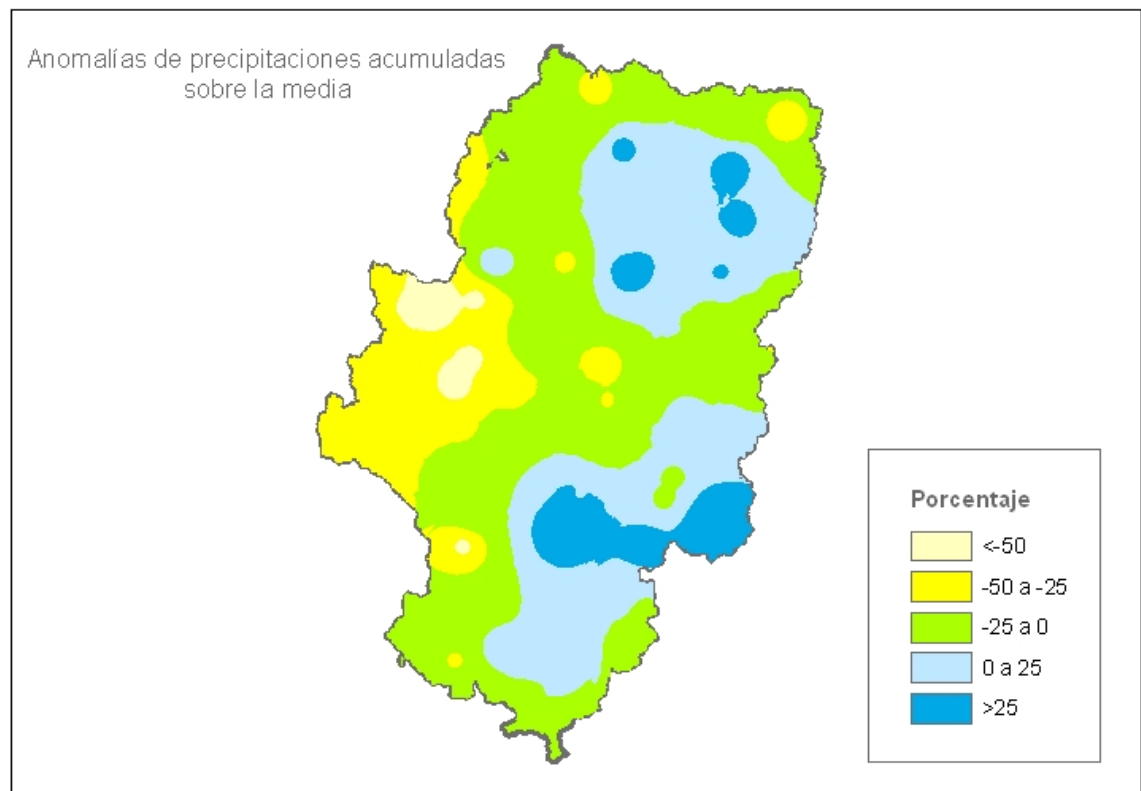 Anomalías de precipitaciones acumuladas
sobre la media
Porcentaje
<-50
-50 a -25
-25 a 0
0 a 25
>25